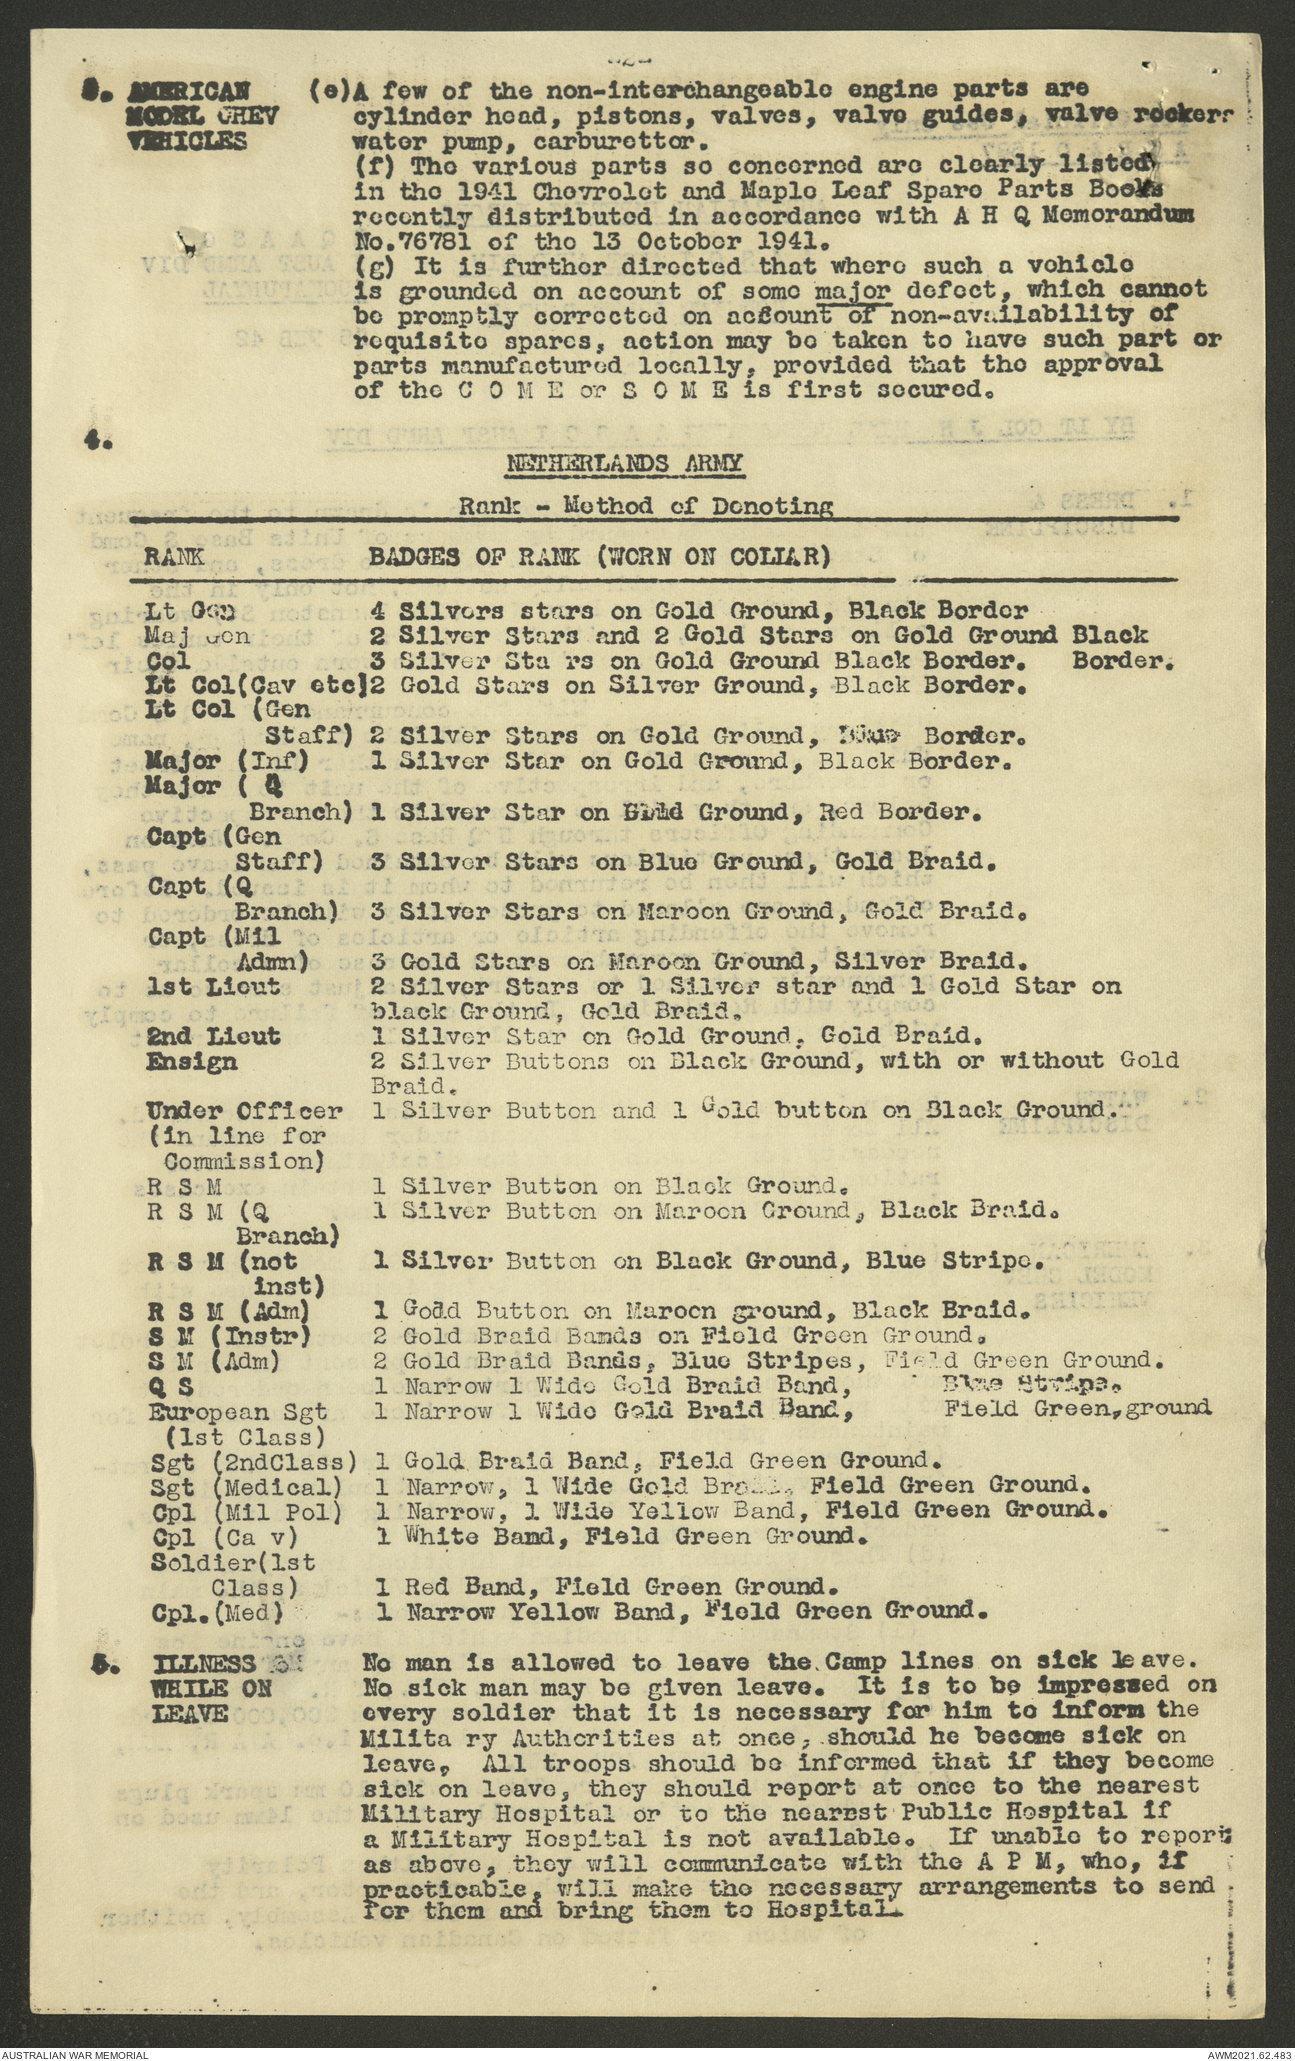 -2-
3. AMERICAN (e)A few of the non-interchangeable engine parts are
MODEL CHEV cylinder head, pistons, valves, valve guides, valve rockers
VEHICLES water pump, carburettor.
(f) The various parts so concerned are clearly listed
in the 1941 Chevrolet and Maple Leaf Spare Parts Books
recently distributed in accordance with A H Q Memorandum
No.76781 of the 13 October 1941.
(g) It is further directed that where such a vehicle
is grounded on account of some major defect, which cannot
be promptly corrected on account of non-availability of
requisite spares, action may be taken to have such part or
parts manufactured locally, provided that the approval
of the C O M E or S O M E is first secured.
4.
NETHERLANDS ARMY
Rank - Method of Denoting
RANK BADGES OF RANK (WORN ON COLLAR)
Lt Gen 4 Silvers stars on Gold Ground, Black Border
Maj Gen 2 Silver Stars and 2 Gold Stars on Gold Ground Black
Col 3 Silver Sta rs on Gold Ground Black Border. Border.
Lt Col(Cav etc)2 Gold Stars on Silver Ground, Black Border.
Lt Col (Gen
Staff) 2 Silver Stars on Gold Ground, Blue Border.
Major (Inf) 1 Silver Star on Gold Ground, Black Border.
Major ( Q
Branch) 1 Silver Star on Gold Ground, Red Border.
Capt (Gen
Staff) 3 Silver Stars on Blue Ground, Gold Braid.
Capt (Q
Branch) 3 Silver Stars on Maroon Ground, Gold Braid.
Capt (Mil
Admn) 3 Gold Stars on Maroon Ground, Silver Braid.
1st Lieut 2 Silver Stars or 1 Silver star and 1 Gold Star on
black Ground, Gold Braid.
2nd Lieut 1 Silver Star on Gold Ground, Gold Braid.
Ensign 2 Silver Buttons on Black Ground, with or without Gold
Braid.
Under Officer 1 Silver Button and 1 Gold button on Black Ground.
(in line for
Commission)
R S M 1 Silver Button on Black Ground.
R S M (Q 1 Silver Button on Maroon Ground, Black Braid.
Branch)
R S M (not 1 Silver Button on Black Ground, Blue Stripe.
inst)
R S M (Adm) 1 Godd Button on Maroon ground, Black Braid.
S M (Instr) 2 Gold Braid Bands on Field Green Ground.
S M (Adm) 2 Gold Braid Bands, Blue Stripes, Field Green Ground.
Q S 1 Narrow 1 Wide Gold Braid Band, Blue Stripe.
European Sgt 1 Narrow 1 Wide Gold Braid Band, Field Green,ground
(1st Class)
Sgt (2ndClass) 1 Gold Braid Band, Field Green Ground.
Sgt (Medical) 1 Narrow, 1 Wide Gold Braid, Field Green Ground.
Cpl (Mil Pol) 1 Narrow, 1 Wide Yellow Band, Field Green Ground.
Cpl (Ca v) 1 White Band, Field Green Ground.
Soldier(1st
Class) 1 Red Band, Field Green Ground.
Cpl.(Med) 1 Narrow Yellow Band, Field Green Ground.
5. ILLNESS No man is allowed to leave the Camp lines on sick leave.
WHILE ON No sick man may be given leave. It is to be impressed on
LEAVE every soldier that it is necessary for him to inform the
Milita ry Authorities at once, should he become sick on
leave, All troops should be informed that if they become
sick on leave, they should report at once to the nearest
Military Hospital or to the nearest Public Hospital if
a Military Hospital is not available. If unable to report
as above, they will communicate with the A P M, who, if
practicable, will make the necessary arrangements to send
for them and bring them to Hospital.
AUSTRALIAN WAR MEMORIAL AWM2021.62.483